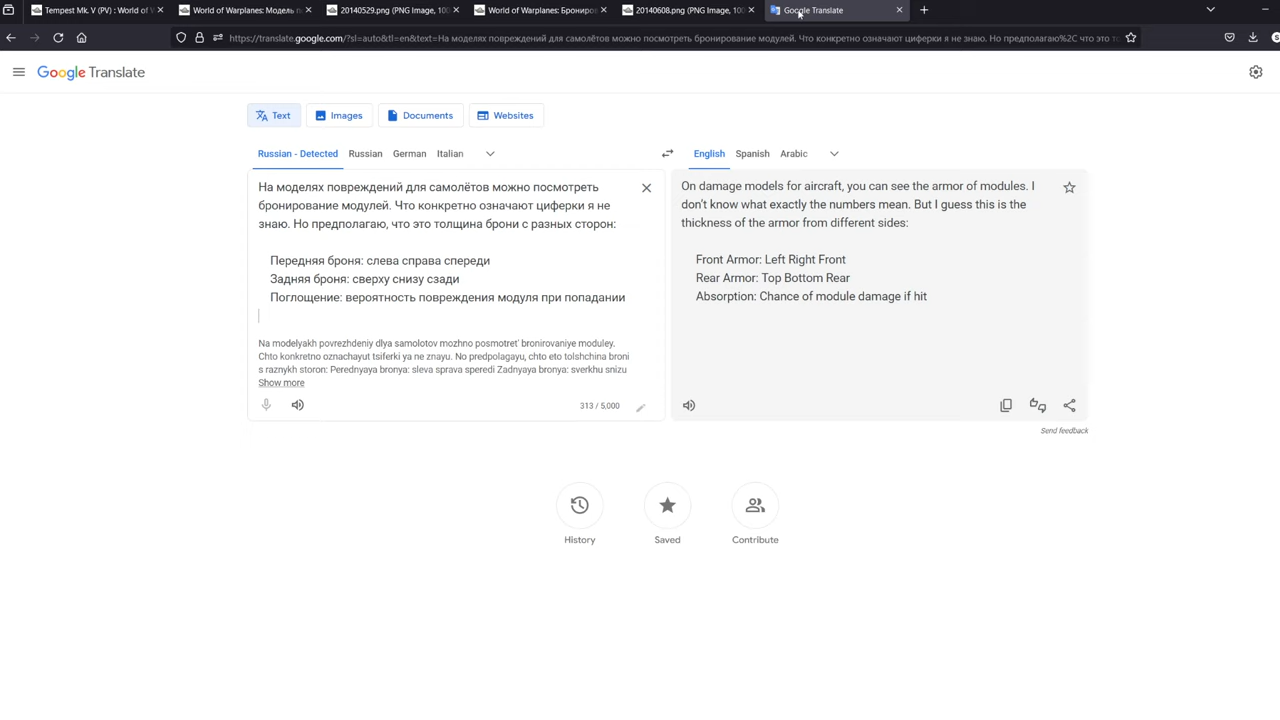 Tempest Mk. V (PV) : World of V
World of Warplanes: Модель п
20140529.png (PNG Image, 100
World of Warplanes: Брониров
20140608.png (PNG Image, 100
Google Translate
https://translate.google.com/?sl=auto&tl=en&text=На моделях повреждений для самолётов можно посмотреть бронирование модулей. Что конкретно означают циферки я не знаю. Но предполагаю%2C что это то
Google Translate
Text
Images
Documents
Websites
Russian - Detected
Russian
German
Italian
English
Spanish
Arabic
На моделях повреждений для самолётов можно посмотреть
бронирование модулей. Что конкретно означают циферки я не
знаю. Но предполагаю, что это толщина брони с разных сторон:
Передняя броня: слева справа спереди
Задняя броня: сверху снизу сзади
Поглощение: вероятность повреждения модуля при попадании
Na modelyakh povrezhdeniy dlya samolotov mozhno posmotret' bronirovaniye moduley.
Chto konkretno oznachayut tsiferki ya ne znayu. No predpolagayu, chto eto tolshchina broni
s raznykh storon: Perednyaya bronya: sleva sprava speredi Zadnyaya bronya: sverkhu snizu
Show more
313 / 5,000
On damage models for aircraft, you can see the armor of modules. I
don't know what exactly the numbers mean. But I guess this is the
thickness of the armor from different sides:
Front Armor: Left Right Front
Rear Armor: Top Bottom Rear
Absorption: Chance of module damage if hit
Send feedback
History
Saved
Contribute